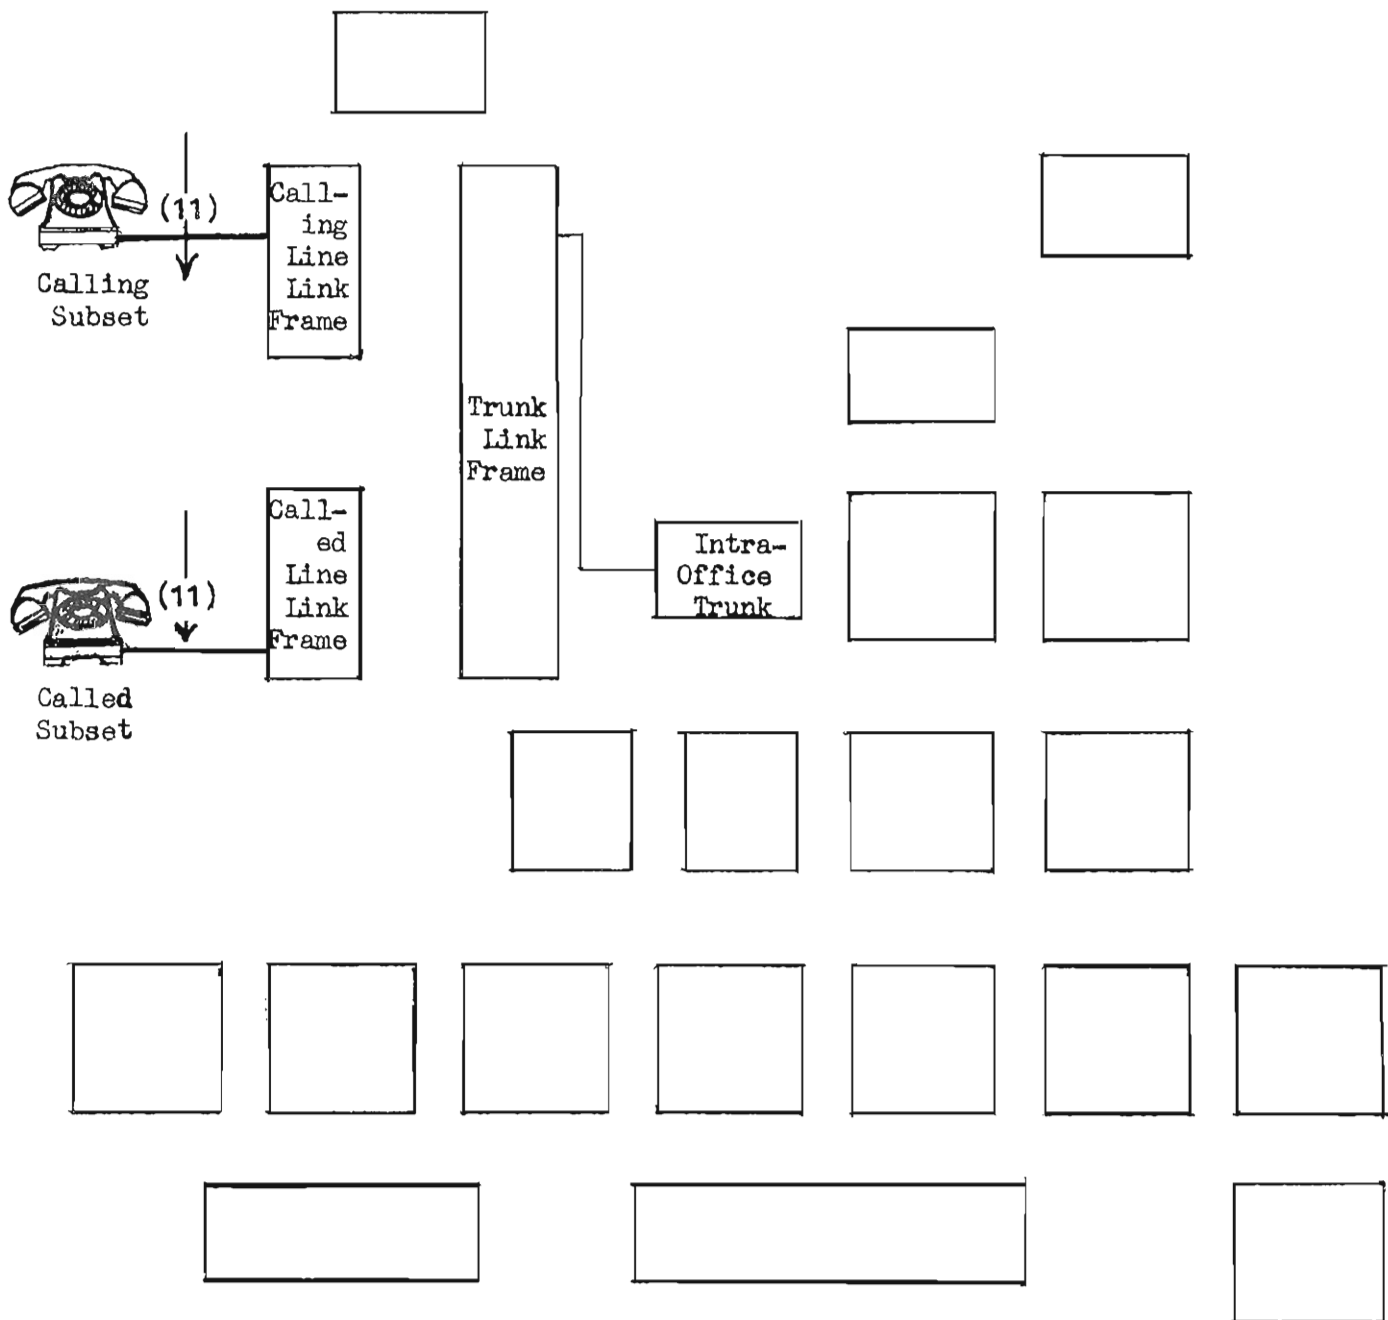 (11)
Calling
Subset
Call-
ing
Line
Link
Frame
Trunk
Link
Frame
Call-
ed
Line
Link
Frame
Intra-
Office
Trunk
(11)
Called
Subset